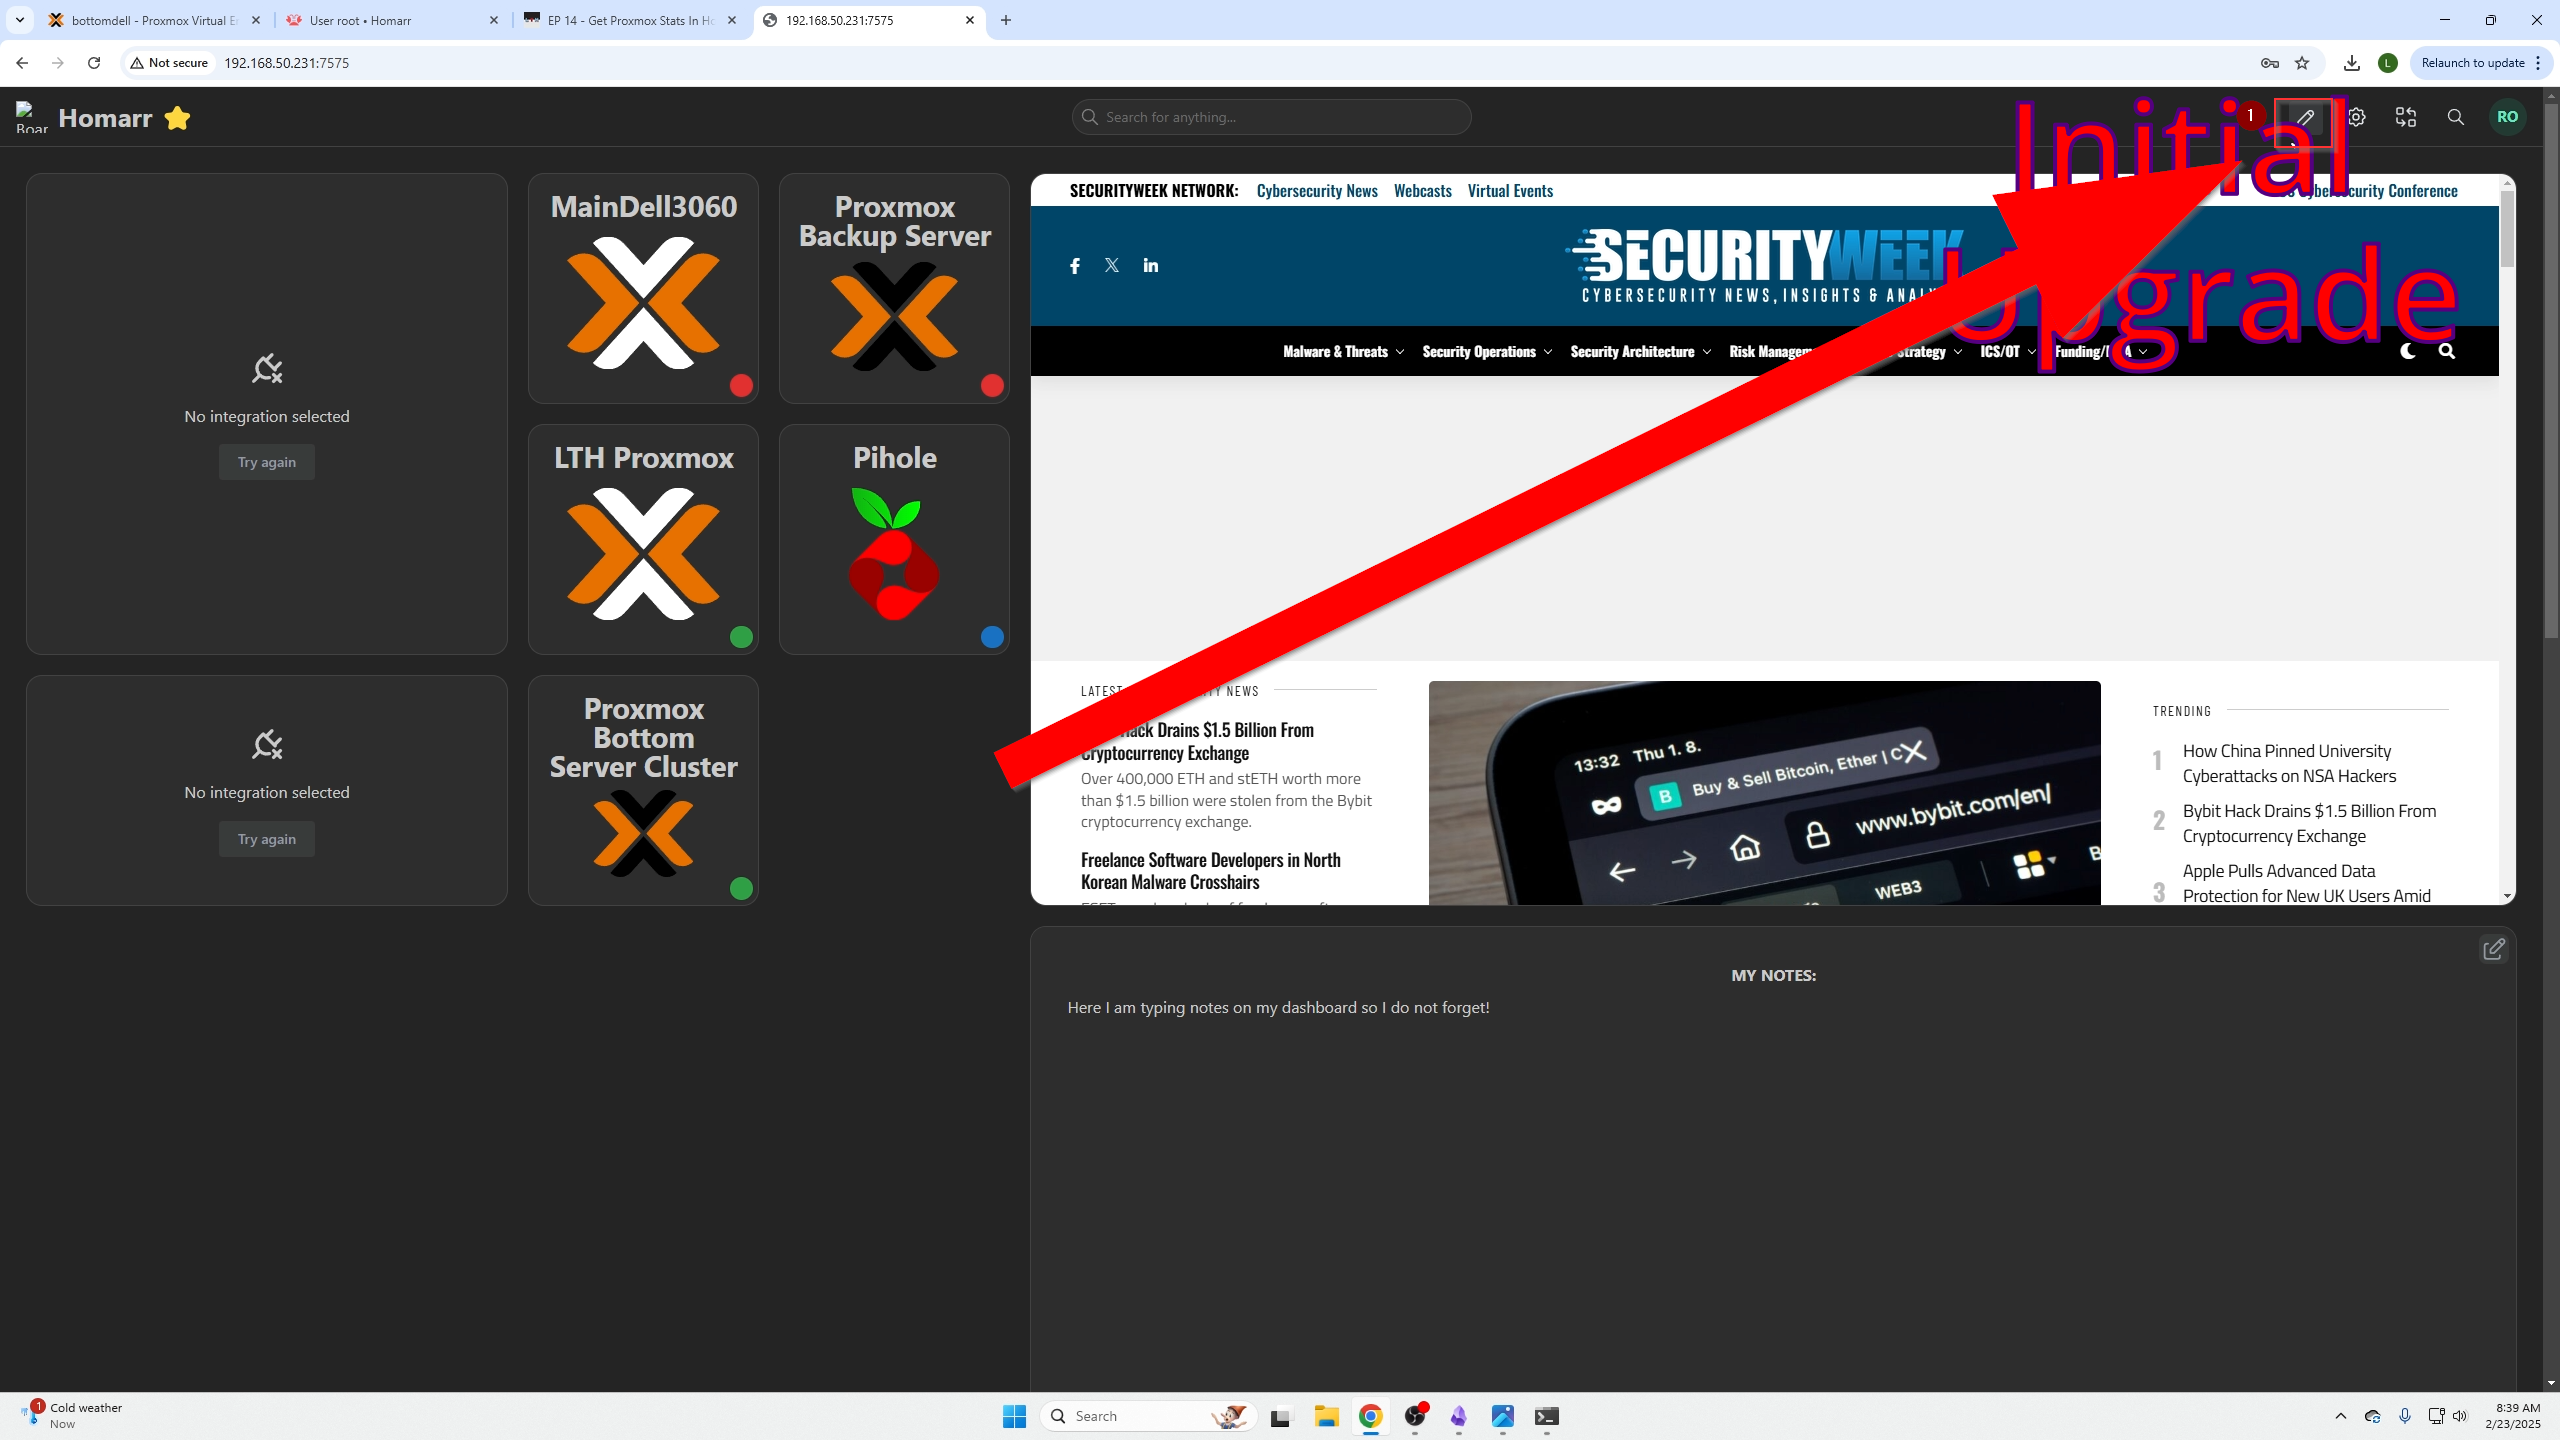 bottomdell - Proxmox Virtual E
User root • Homarr
EP 14 - Get Proxmox Stats In Ho
192.168.50.231:7575
Not secure
192.168.50.231:7575
L
Relaunch to update
Boar
Homarr
Search for anything...
1
RO
Initial
Upgrade
No integration selected
Try again
MainDell3060
Proxmox
Backup Server
LTH Proxmox
Pihole
No integration selected
Try again
Proxmox
Bottom
Server Cluster
SECURITYWEEK NETWORK:
Cybersecurity News
Webcasts
Virtual Events
Cybersecurity Conference
SECURITYWEEK
CYBERSECURITY NEWS, INSIGHTS &
Malware & Threats
Security Operations
Security Architecture
Risk
Strategy
ICS/OT
LATEST
NEWS
Hack Drains $1.5 Billion From
Cryptocurrency Exchange
Over 400,000 ETH and stETH worth more
than $1.5 billion were stolen from the Bybit
cryptocurrency exchange.
Freelance Software Developers in North
Korean Malware Crosshairs
13:32 Thu 1. 8.
B Buy & Sell Bitcoin, Ether | C
www.bybit.com/en/
WEB3
TRENDING
1 How China Pinned University
Cyberattacks on NSA Hackers
2 Bybit Hack Drains $1.5 Billion From
Cryptocurrency Exchange
3 Apple Pulls Advanced Data
Protection for New UK Users Amid
MY NOTES:
Here I am typing notes on my dashboard so I do not forget!
1
Cold weather
Now
Search
8:39 AM
2/23/2025